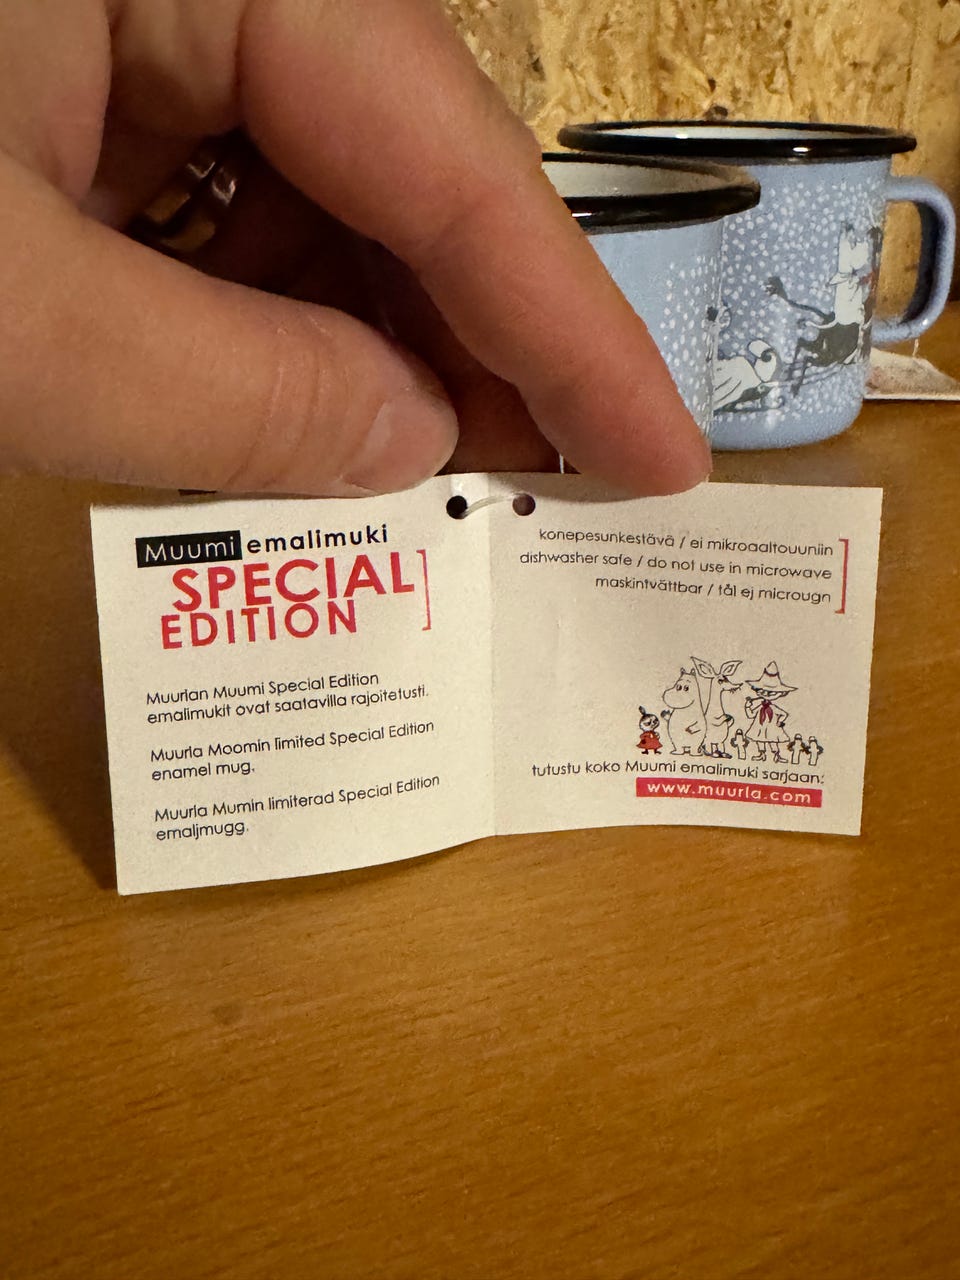 Muumi emalimuki
SPECIAL
EDITION
Muurlan Muumi Special Edition
emalimukit ovat saatavilla rajoitetusti.
Muurla Moomin limited Special Edition
enamel mug.
Muurla Mumin limiterad Special Edition
emaljmugg.
konepesunkestävä / ei mikroaaltouuniin
dishwasher safe / do not use in microwave
maskintvättbar / tål ej microugn
tutustu koko Muumi emalimuki sarjaan:
www.muurla.com